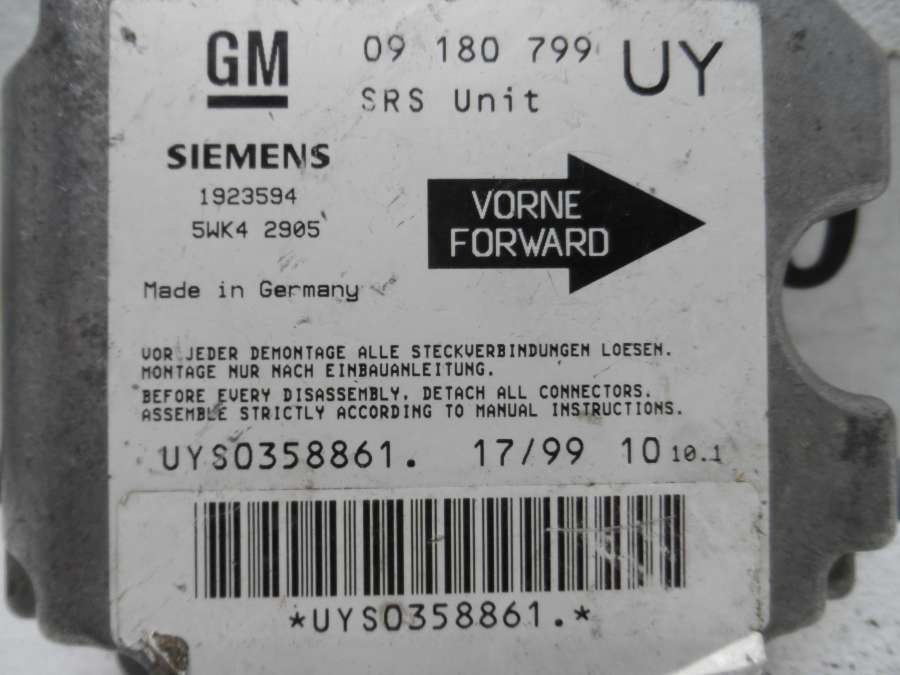 GM 09 180 799 UY
SRS Unit
SIEMENS
1923594
5WK4 2905
VORNE
FORWARD
Made in Germany
VOR JEDER DEMONTAGE ALLE STECKVERBINDUNGEN LOESEN.
MONTAGE NUR NACH EINBAUANLEITUNG.
BEFORE EVERY DISASSEMBLY, DETACH ALL CONNECTORS.
ASSEMBLE STRICTLY ACCORDING TO MANUAL INSTRUCTIONS.
UYS0358861. 17/99 10 10.1
*UYS0358861.*